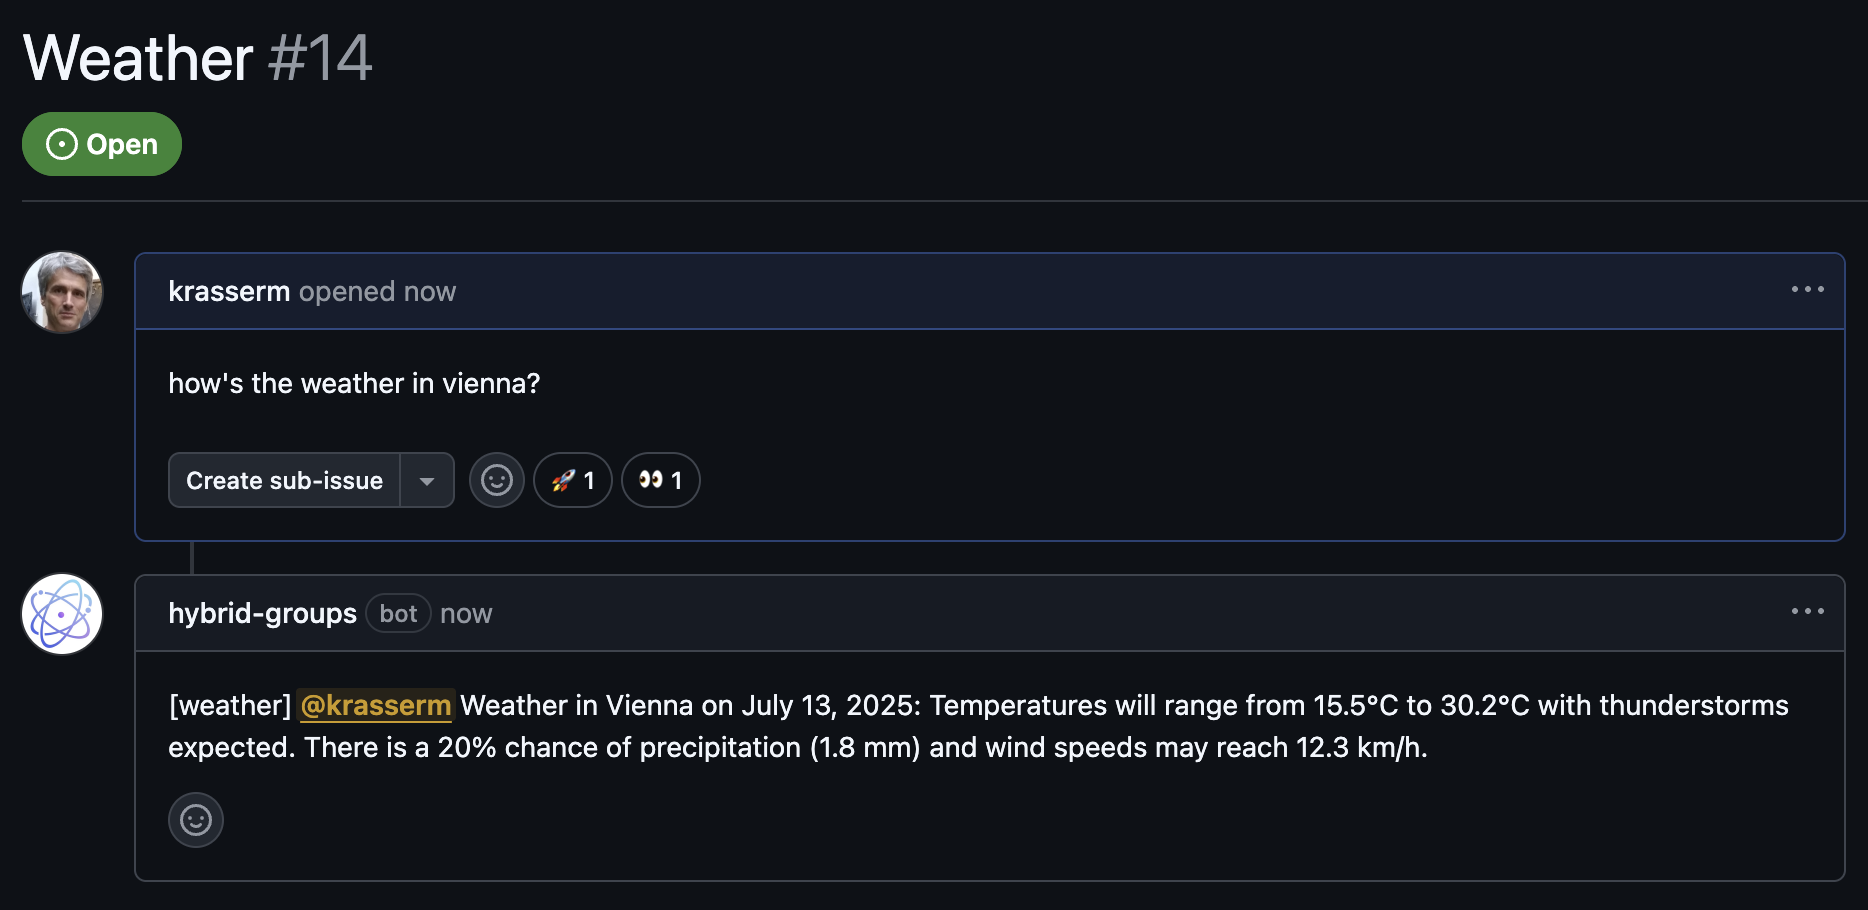 Weather #14
Open
krasserm opened now
how's the weather in vienna?
Create sub-issue 🚀 1 👀 1
hybrid-groups bot now
[weather] @krasserm Weather in Vienna on July 13, 2025: Temperatures will range from 15.5°C to 30.2°C with thunderstorms
expected. There is a 20% chance of precipitation (1.8 mm) and wind speeds may reach 12.3 km/h.